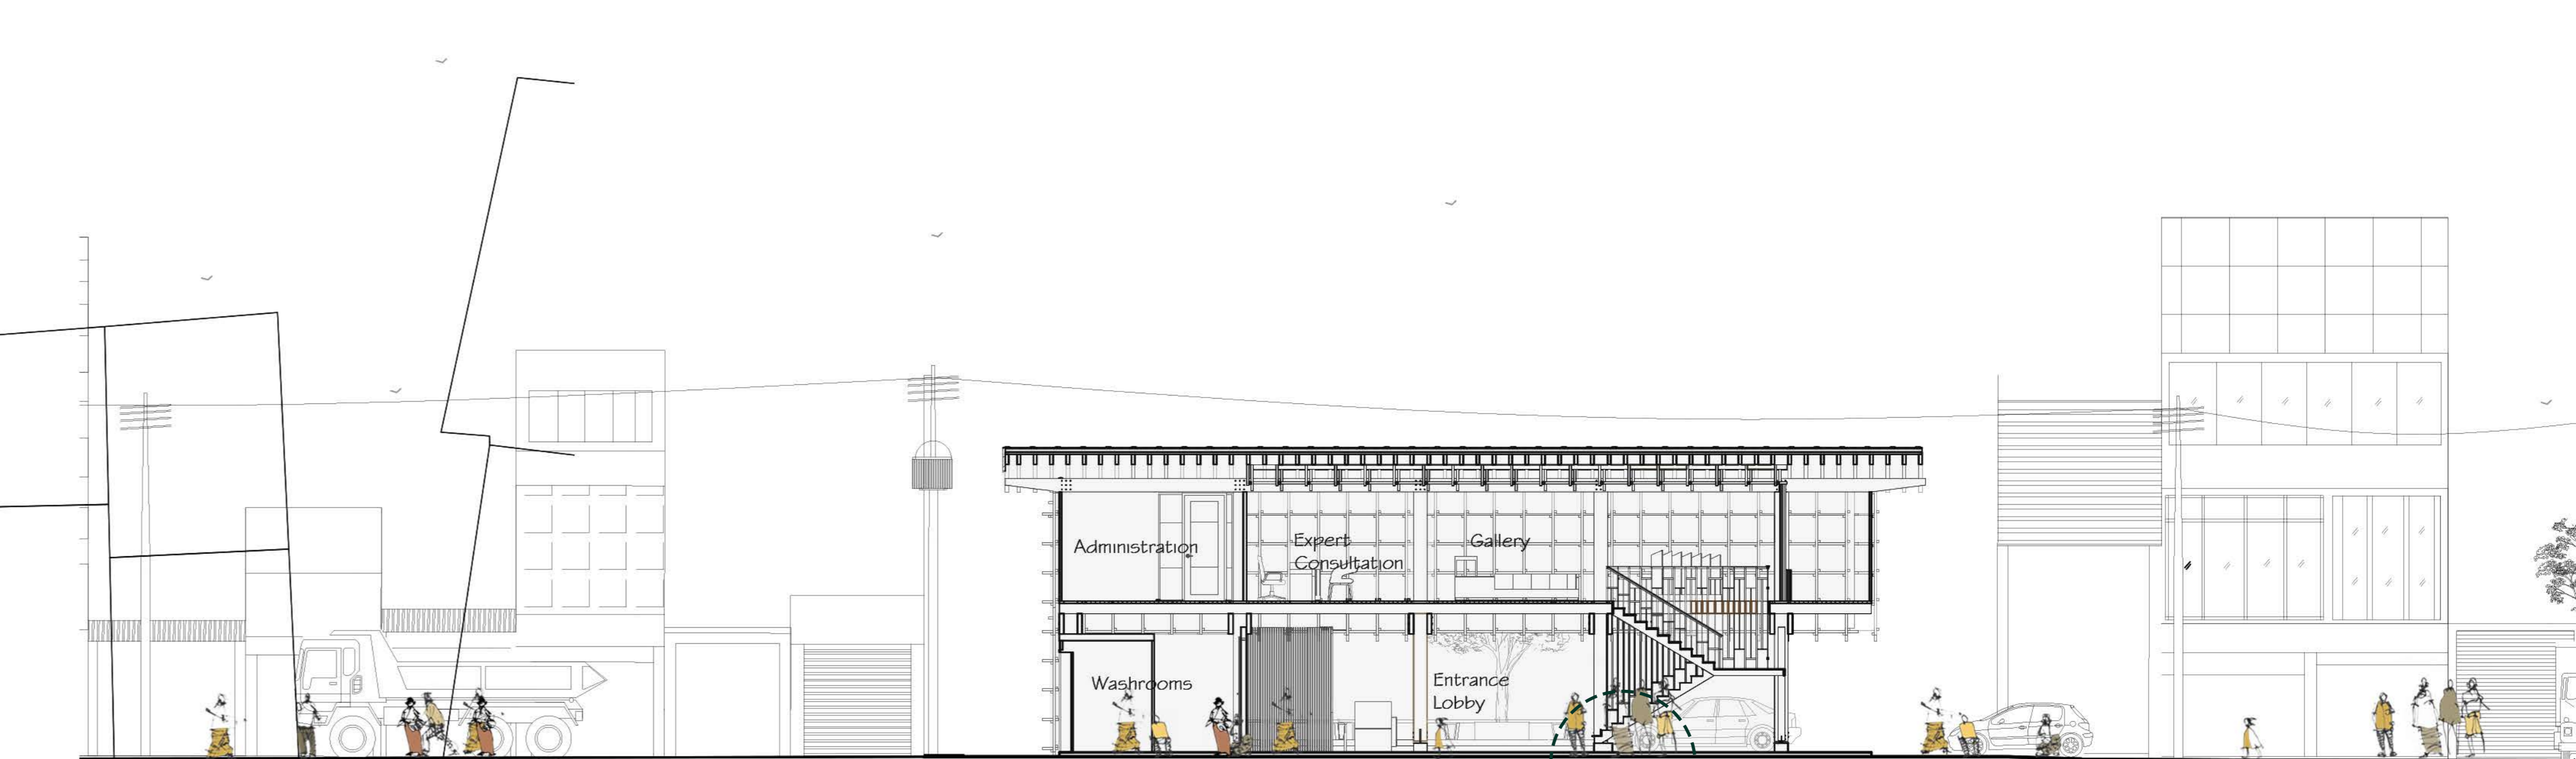 Administration
Expert
Consultation
Gallery
Washrooms
Entrance
Lobby